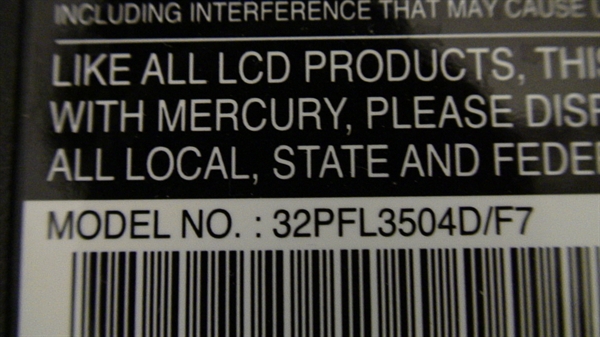 INCLUDING INTERFERENCE THAT MAY CAUSE
LIKE ALL LCD PRODUCTS,
WITH MERCURY, PLEASE
ALL LOCAL, STATE AND
MODEL NO. : 32PFL3504D/F7